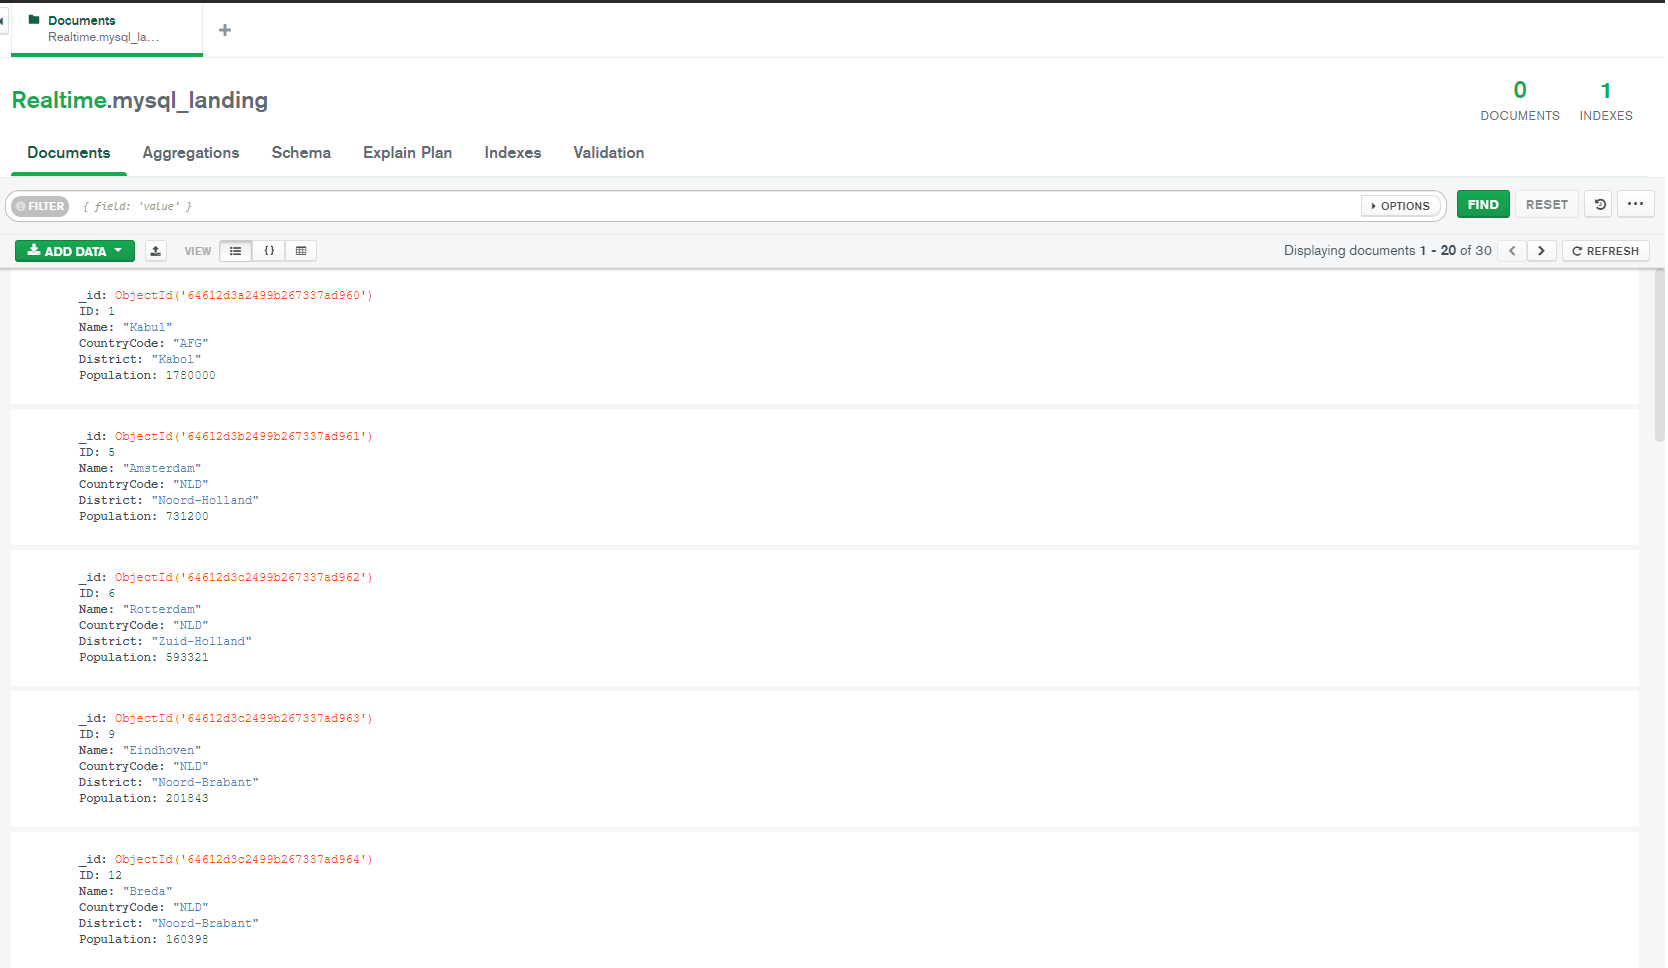 Documents
Realtime.mysql_la...
Realtime.mysql_landing
0
DOCUMENTS
1
INDEXES
Documents Aggregations Schema Explain Plan Indexes Validation
FILTER { field: 'value' } OPTIONS FIND RESET ...
ADD DATA VIEW {} Displaying documents 1 - 20 of 30 < > REFRESH
_id: ObjectId('64612d3a2499b267337ad960')
ID: 1
Name: "Kabul"
CountryCode: "AFG"
District: "Kabol"
Population: 1780000
_id: ObjectId('64612d3b2499b267337ad961')
ID: 5
Name: "Amsterdam"
CountryCode: "NLD"
District: "Noord-Holland"
Population: 731200
_id: ObjectId('64612d3c2499b267337ad962')
ID: 6
Name: "Rotterdam"
CountryCode: "NLD"
District: "Zuid-Holland"
Population: 593321
_id: ObjectId('64612d3c2499b267337ad963')
ID: 9
Name: "Eindhoven"
CountryCode: "NLD"
District: "Noord-Brabant"
Population: 201843
_id: ObjectId('64612d3c2499b267337ad964')
ID: 12
Name: "Breda"
CountryCode: "NLD"
District: "Noord-Brabant"
Population: 160398